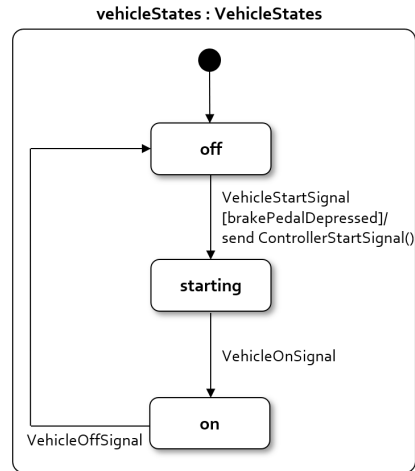 vehicleStates : VehicleStates
off
VehicleStartSignal
[brakePedalDepressed]/
send ControllerStartSignal()
starting
VehicleOnSignal
on
VehicleOffSignal